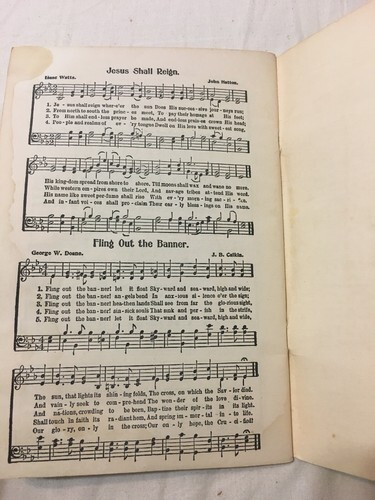 Jesus Shall Reign.
Isaac Watts. John Hatton.
1. Je - sus shall reign wher-e'er the sun Does His suc-ces-sive jour-neys run;
2. From north to south the prin - ces meet, To pay their homage at His feet;
3. To Him shall end-less prayer be made, And end-less prais-es crown His head;
4. Peo - ple and realms of ev - 'ry tongue Dwell on His love with sweet-est song,
His king-dom spread from shore to shore, Till moons shall wax and wane no more.
While western em - pires own their Lord, And sav-age tribes at - tend His word.
His name like sweet per-fume shall rise With ev - 'ry morn-ing sac - ri - fice.
And in - fant voi - ces shall pro - claim Their ear - ly bless - ings on His name.
Fling Out the Banner.
George W. Doane. J. B. Calkin.
1. Fling out the ban-ner! let it float Sky-ward and sea-ward, high and wide;
2. Fling out the ban-ner! an-gels bend In anx-ious si - lence o'er the sign;
3. Fling out the ban-ner! hea-then lands Shall see from far the glo-rious sight,
4. Fling out the ban-ner! sin-sick souls That sink and per - ish in the strife,
5. Fling out the ban-ner! let it float Sky-ward and sea-ward, high and wide,
The sun, that lights its shin - ing folds, The cross, on which the Sav - ior died.
And vain - ly seek to com - pre-hend The won - der of the love di - vine.
And na - tions, crowding to be born, Bap - tize their spir - its in its light.
Shall touch in faith its ra - diant hem, And spring im - mor - tal in - to life.
Our glo - ry, on - ly in the cross; Our on - ly hope, the Cru - ci - fied!